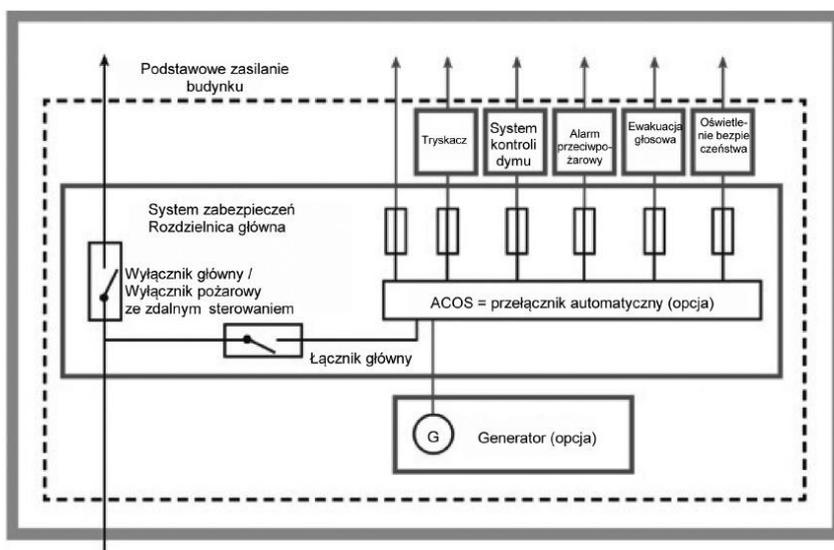 Podstawowe zasilanie
budynku
Tryskacz
System
kontroli
dymu
Alarm
przeciwpo-
żarowy
Ewakuacja
głosowa
Oświetle-
nie bezpie
czeństwa
System zabezpieczeń
Rozdzielnica główna
Wyłącznik główny /
Wyłącznik pożarowy
ze zdalnym sterowaniem
ACOS = przełącznik automatyczny (opcja)
Łącznik główny
G
Generator (opcja)